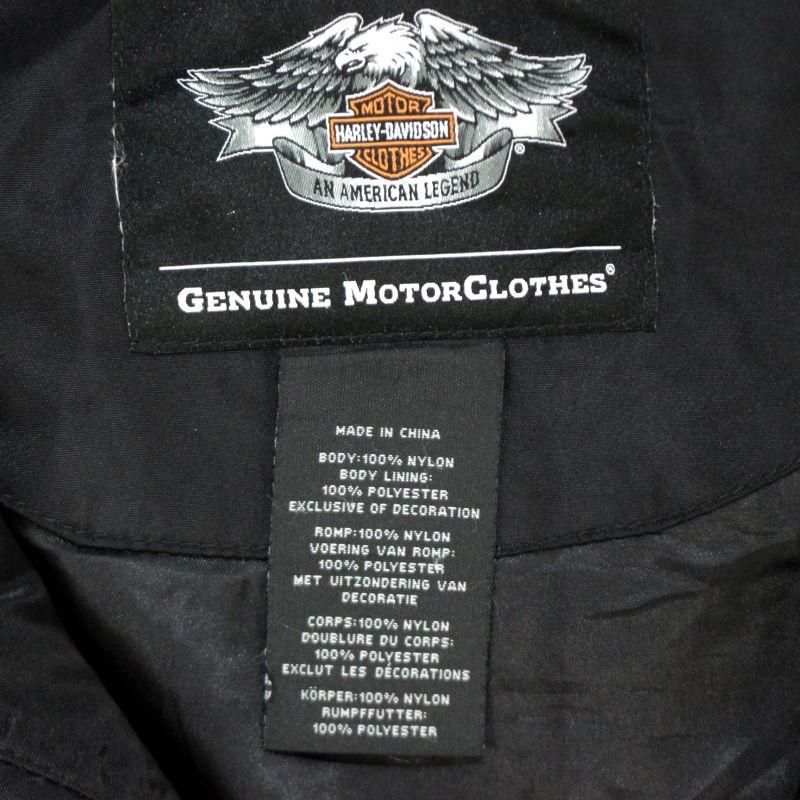 MOTOR
HARLEY-DAVIDSON
CLOTHES
®
AN AMERICAN LEGEND
GENUINE MOTORCLOTHES®
MADE IN CHINA
BODY:100% NYLON
BODY LINING:
100% POLYESTER
EXCLUSIVE OF DECORATION
ROMP:100% NYLON
VOERING VAN ROMP:
100% POLYESTER
MET UITZONDERING VAN
DECORATIE
CORPS:100% NYLON
DOUBLURE DU CORPS:
100% POLYESTER
EXCLUT LES DÉCORATIONS
KÖRPER:100% NYLON
RUMPFFUTTER:
100% POLYESTER